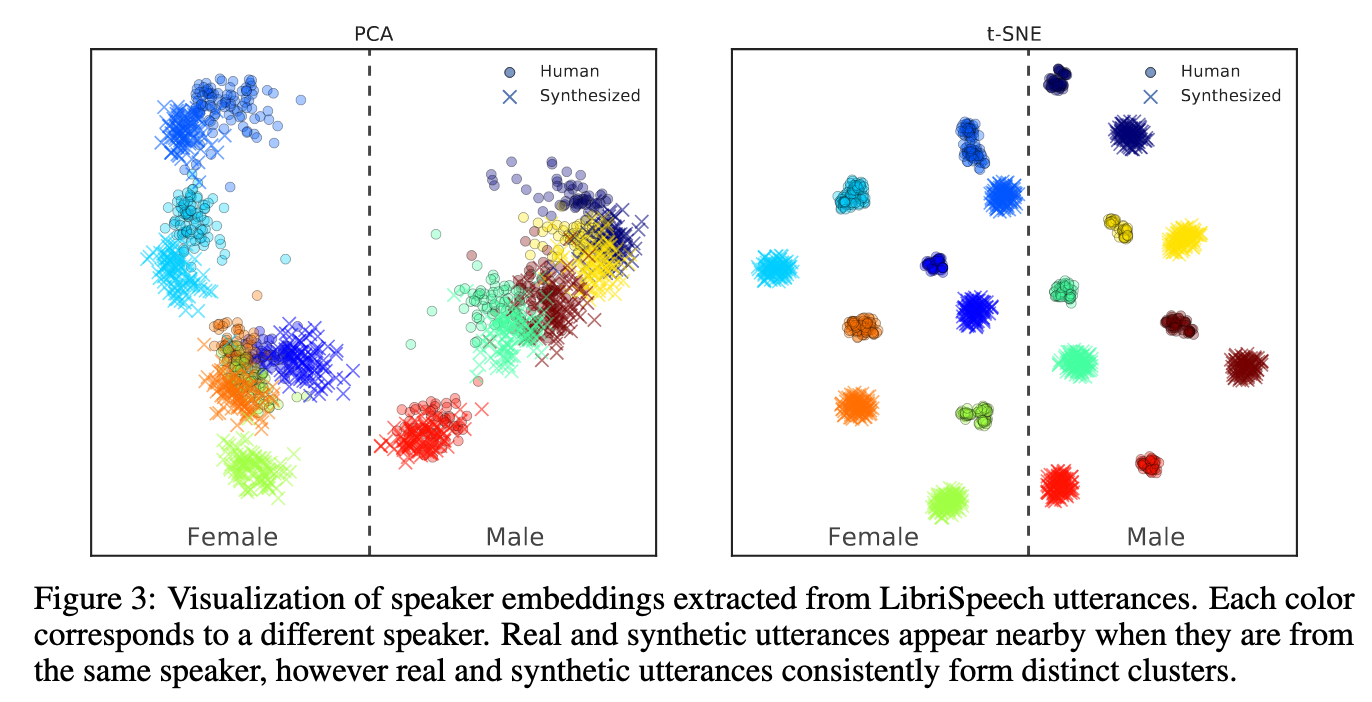 PCA
Human
Synthesized
Female
Male
t-SNE
Human
Synthesized
Female
Male
Figure 3: Visualization of speaker embeddings extracted from LibriSpeech utterances. Each color
corresponds to a different speaker. Real and synthetic utterances appear nearby when they are from
the same speaker, however real and synthetic utterances consistently form distinct clusters.